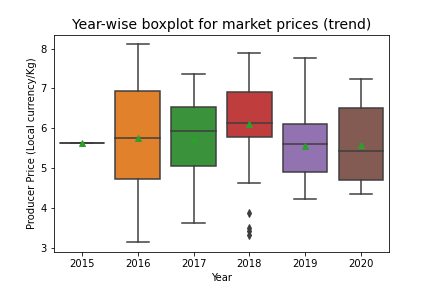 Year-wise boxplot for market prices (trend)
Producer Price (Local currency/Kg)
8
7
6
5
4
3
2015 2016 2017 2018 2019 2020
Year